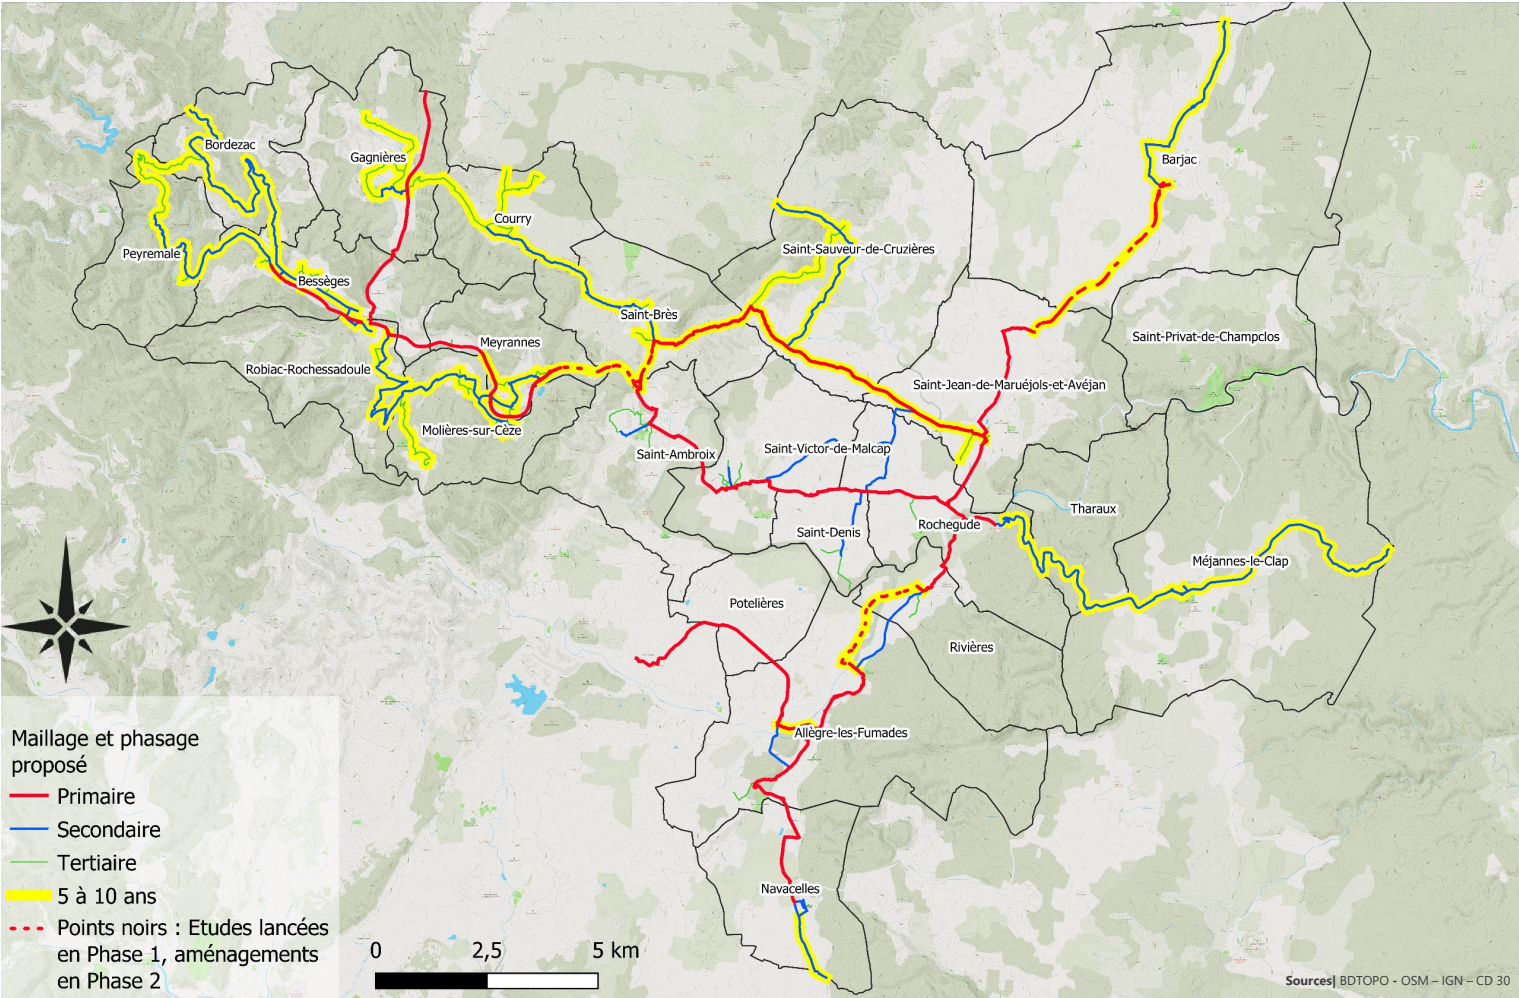 Bordezac
Gagnières
Barjac
Courry
Peyremale
Saint-Sauveur-de-Cruzières
Bessèges
Saint-Brès
Saint-Privat-de-Champclos
Meyrannes
Robiac-Rochessadoule
Saint-Jean-de-Maruéjols-et-Avéjan
Molières-sur-Cèze
Saint-Ambroix
Saint-Victor-de-Malcap
Tharaux
Rochegude
Saint-Denis
Méjannes-le-Clap
Potelières
Rivières
Allègre-les-Fumades
Navacelles
Maillage et phasage
proposé
Primaire
Secondaire
Tertiaire
5 à 10 ans
Points noirs : Etudes lancées
en Phase 1, aménagements
en Phase 2
0 2,5 5 km
Sources| BDTOPO - OSM – IGN – CD 30